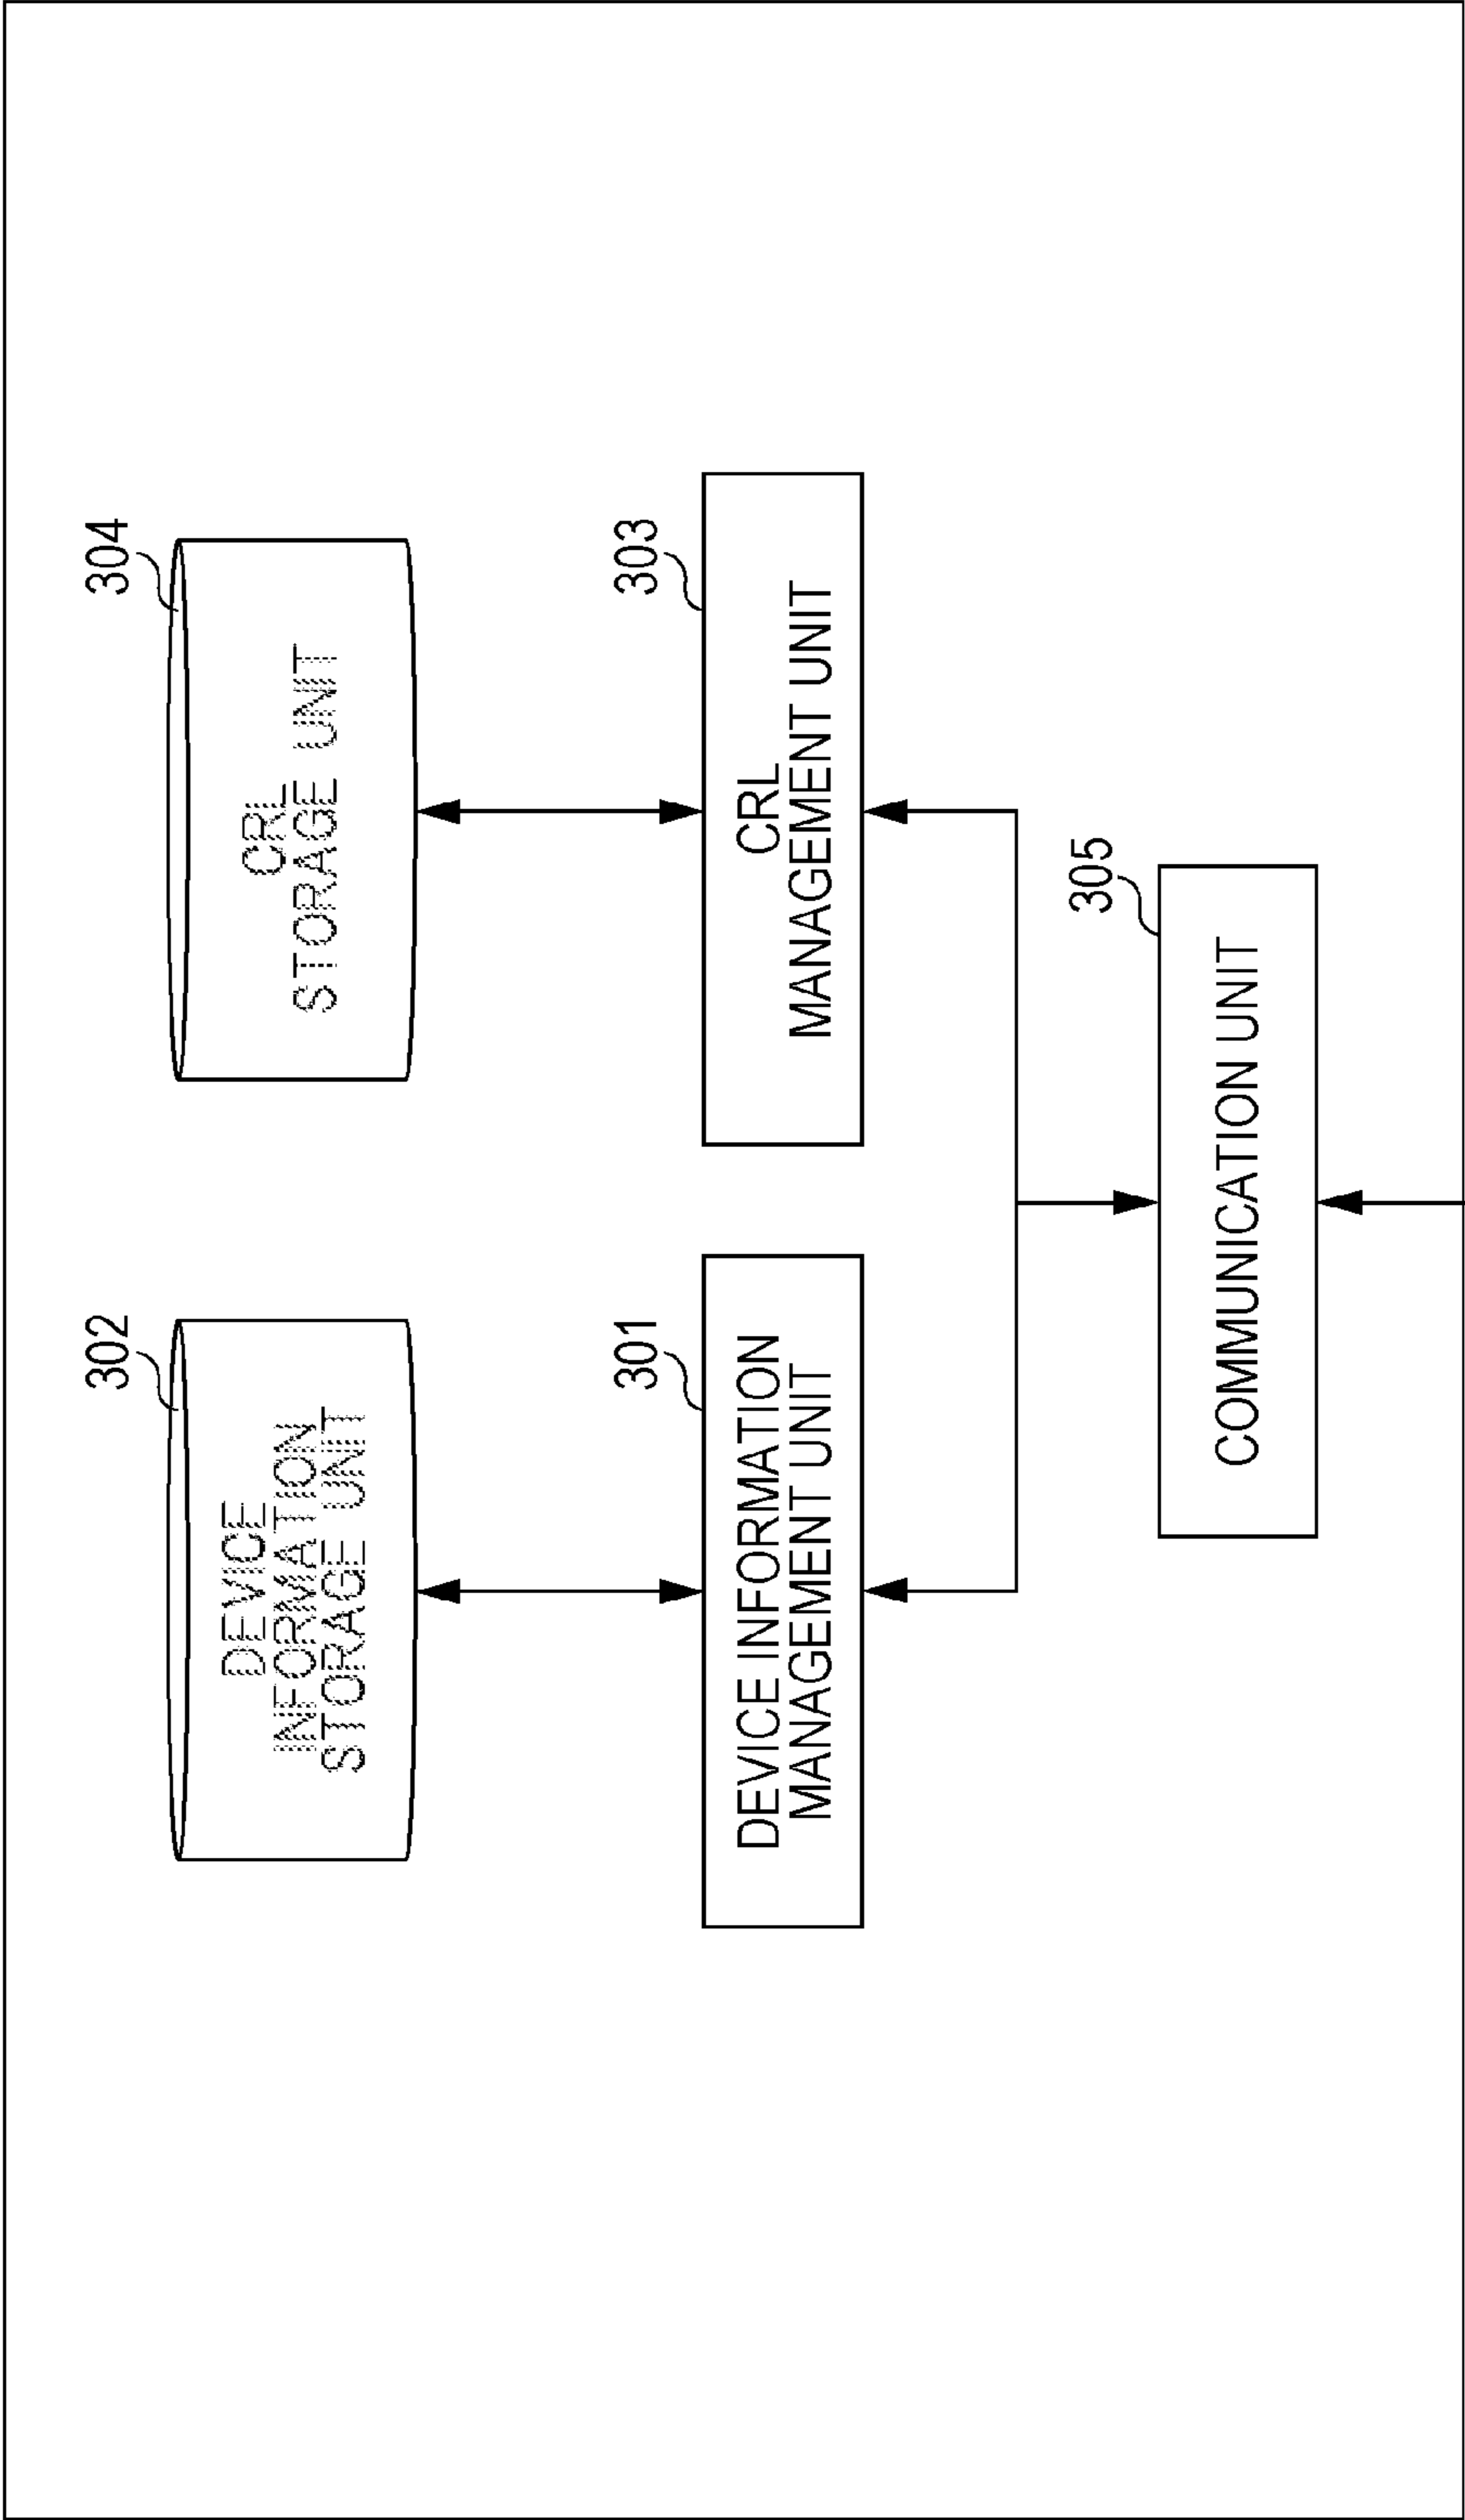 302
DEVICE
INFORMATION
STORAGE UNIT
304
CRL
STORAGE UNIT
301
DEVICE INFORMATION
MANAGEMENT UNIT
303
CRL
MANAGEMENT UNIT
305
COMMUNICATION UNIT